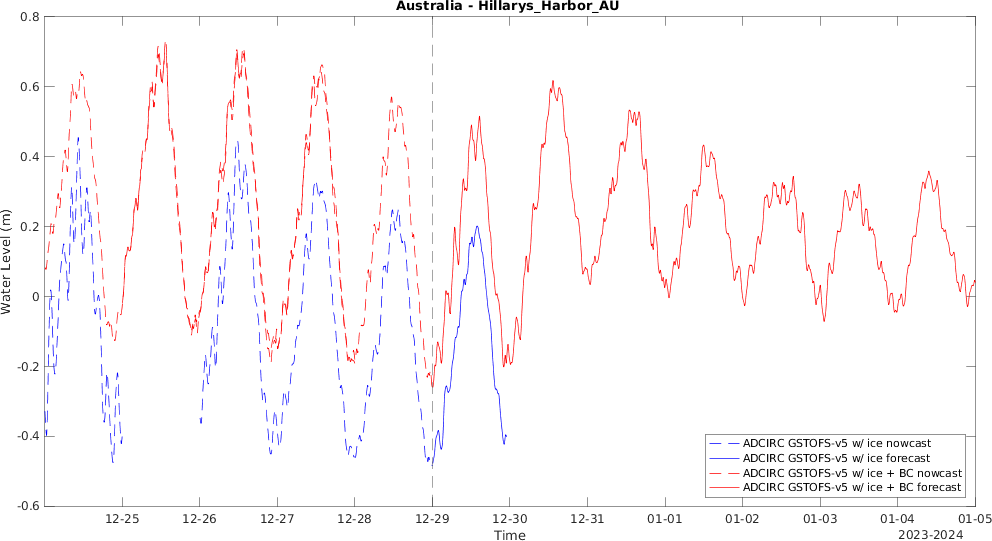 Australia - Hillarys_Harbor_AU
Water Level (m)
0.8
0.6
0.4
0.2
0
-0.2
-0.4
-0.6
ADCIRC GSTOFS-v5 w/ ice nowcast
ADCIRC GSTOFS-v5 w/ ice forecast
ADCIRC GSTOFS-v5 w/ ice + BC nowcast
ADCIRC GSTOFS-v5 w/ ice + BC forecast
12-25 12-26 12-27 12-28 12-29 12-30 12-31 01-01 01-02 01-03 01-04 01-05
Time
2023-2024